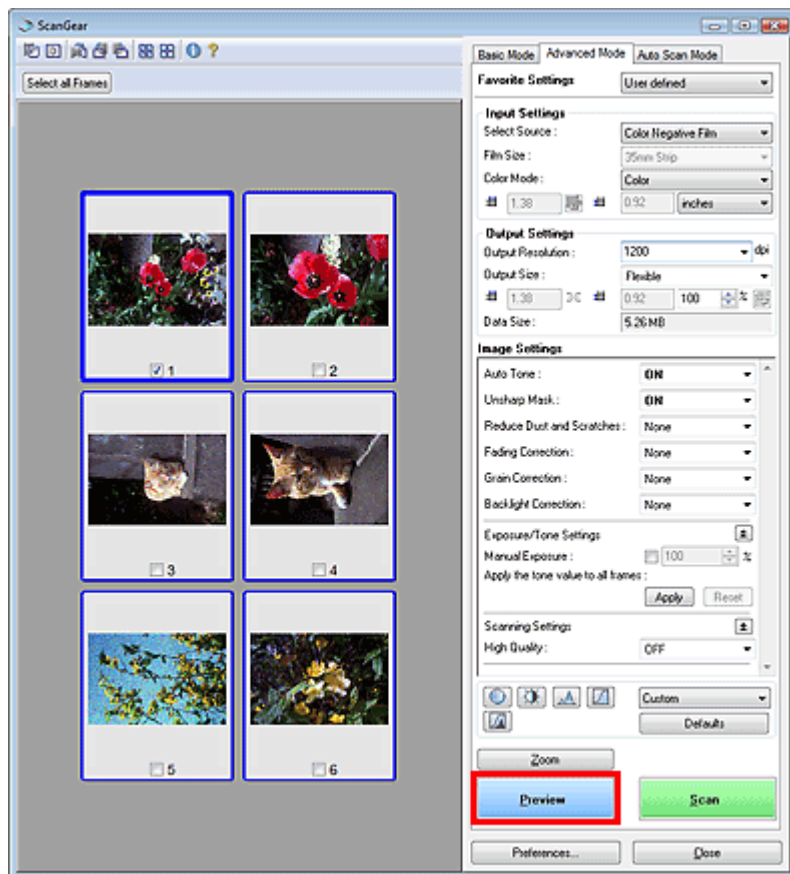 ScanGear
Select all Frames
1
2
3
4
5
6
Basic Mode Advanced Mode Auto Scan Mode
Favorite Settings User defined
Input Settings
Select Source : Color Negative Film
Film Size : 35mm Strip
Color Mode : Color
1.38 0.92 inches
Output Settings
Output Resolution : 1200 dpi
Output Size : Flexible
1.38 0.92 100 %
Data Size : 5.26 MB
Image Settings
Auto Tone : ON
Unsharp Mask : ON
Reduce Dust and Scratches : None
Fading Correction : None
Grain Correction : None
Backlight Correction : None
Exposure/Tone Settings
Manual Exposure : 100 %
Apply the tone value to all frames :
Apply Reset
Scanning Settings
High Quality : OFF
Custom
Defaults
Zoom
Preview Scan
Preferences... Close